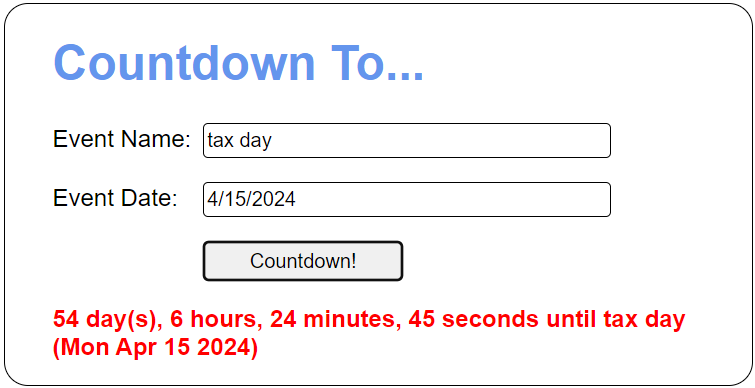 Countdown To...
Event Name: tax day
Event Date: 4/15/2024
Countdown!
54 day(s), 6 hours, 24 minutes, 45 seconds until tax day
(Mon Apr 15 2024)